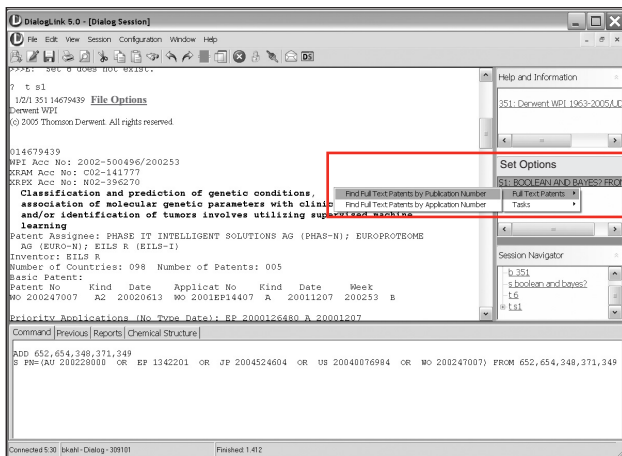 DialogLink 5.0 - [Dialog Session]
File Edit View Session Configuration Window Help
DS
>>>E: Set 6 does not exist.
? t s1
1/2/1 351 14679439 File Options
Derwent WPI
(c) 2005 Thomson Derwent. All rights reserved.
014679439
WPI Acc No: 2002-500496/200253
XRAM Acc No: C02-141777
XRPX Acc No: N02-396270
Classification and prediction of genetic conditions,
association of molecular genetic parameters with clinic
and/or identification of tumors involves utilizing supervised machine
learning
Patent Assignee: PHASE IT INTELLIGENT SOLUTIONS AG (PHAS-N); EUROPROTEOME
AG (EURO-N); EILS R (EILS-I)
Inventor: EILS R
Number of Countries: 098 Number of Patents: 005
Basic Patent:
Patent No Kind Date Applicat No Kind Date Week
WO 200247007 A2 20020613 WO 2001EP14407 A 20011207 200253 B
Priority Applications (No Type Date): EP 2000126480 A 20001207
Find Full Text Patents by Publication Number
Find Full Text Patents by Application Number
Full Text Patents
Tasks
Help and Information
351: Derwent WPI 1963-2005/UD
Set Options
S1: BOOLEAN AND BAYES? FROM
Session Navigator
b 351
s boolean and bayes?
t 6
t s1
Command Previous Reports Chemical Structure
ADD 652,654,348,371,349
S PN=(AU 200228000 OR EP 1342201 OR JP 2004524604 OR US 20040076984 OR WO 200247007) FROM 652,654,348,371,349
Connected 5:30 bkahl - Dialog - 309101 Finished: 1.412